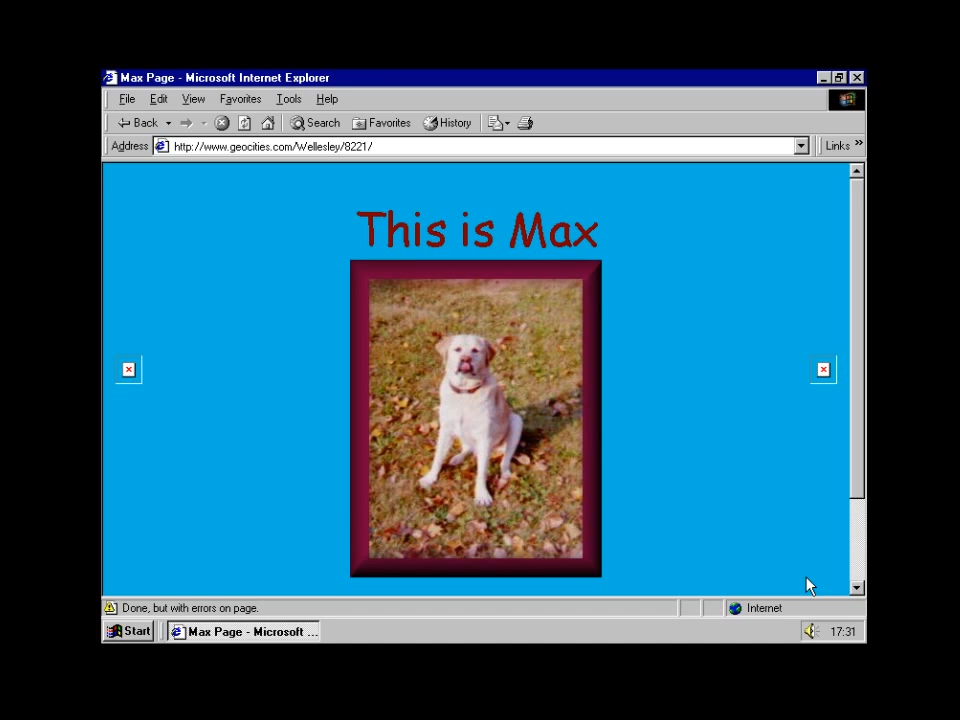 Max Page - Microsoft Internet Explorer
File Edit View Favorites Tools Help
Back Search Favorites History
Address http://www.geocities.com/Wellesley/8221/ Links »
This is Max
Done, but with errors on page. Internet
Start Max Page - Microsoft ... 17:31